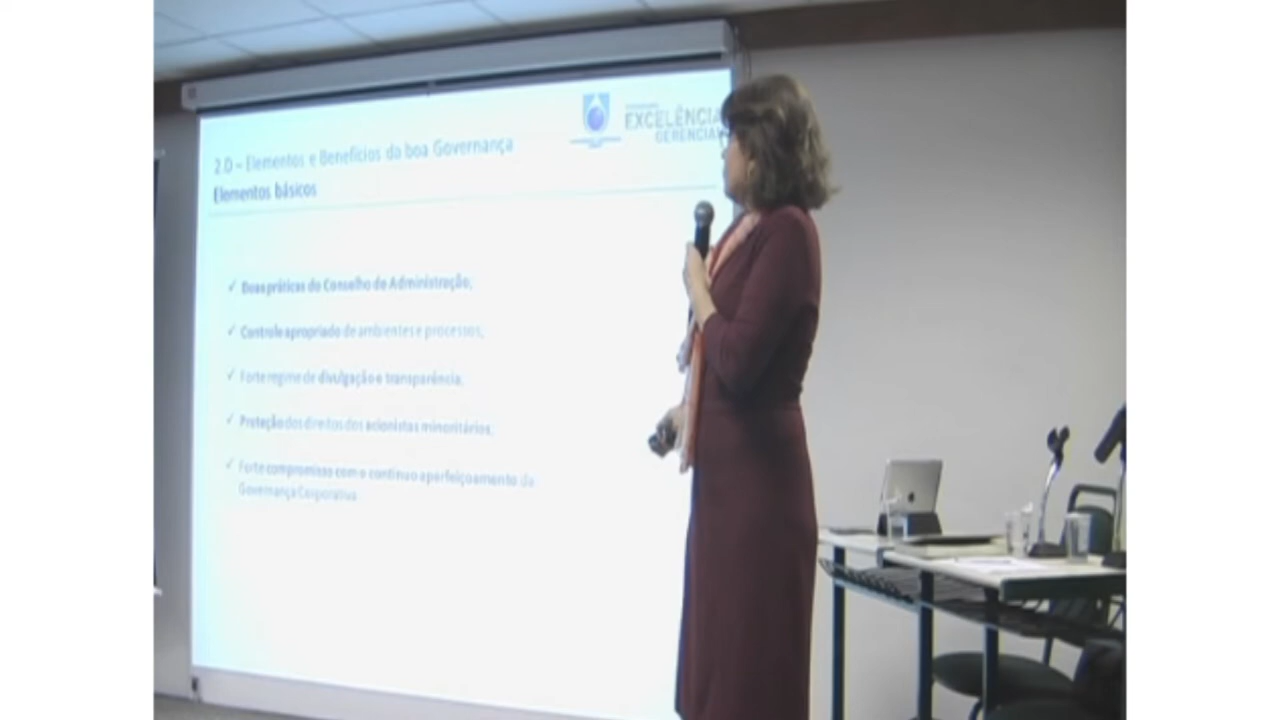 EXCELÊNCIA
GERENCIAL
2.D – Elementos e Benefícios da boa Governança
Elementos básicos
✓ Boas práticas do Conselho de Administração;
✓ Controle apropriado de ambientes e processos;
✓ Forte regime de divulgação e transparência;
✓ Proteção dos direitos dos acionistas minoritários;
✓ Forte compromisso com o contínuo aperfeiçoamento da
Governança Corporativa